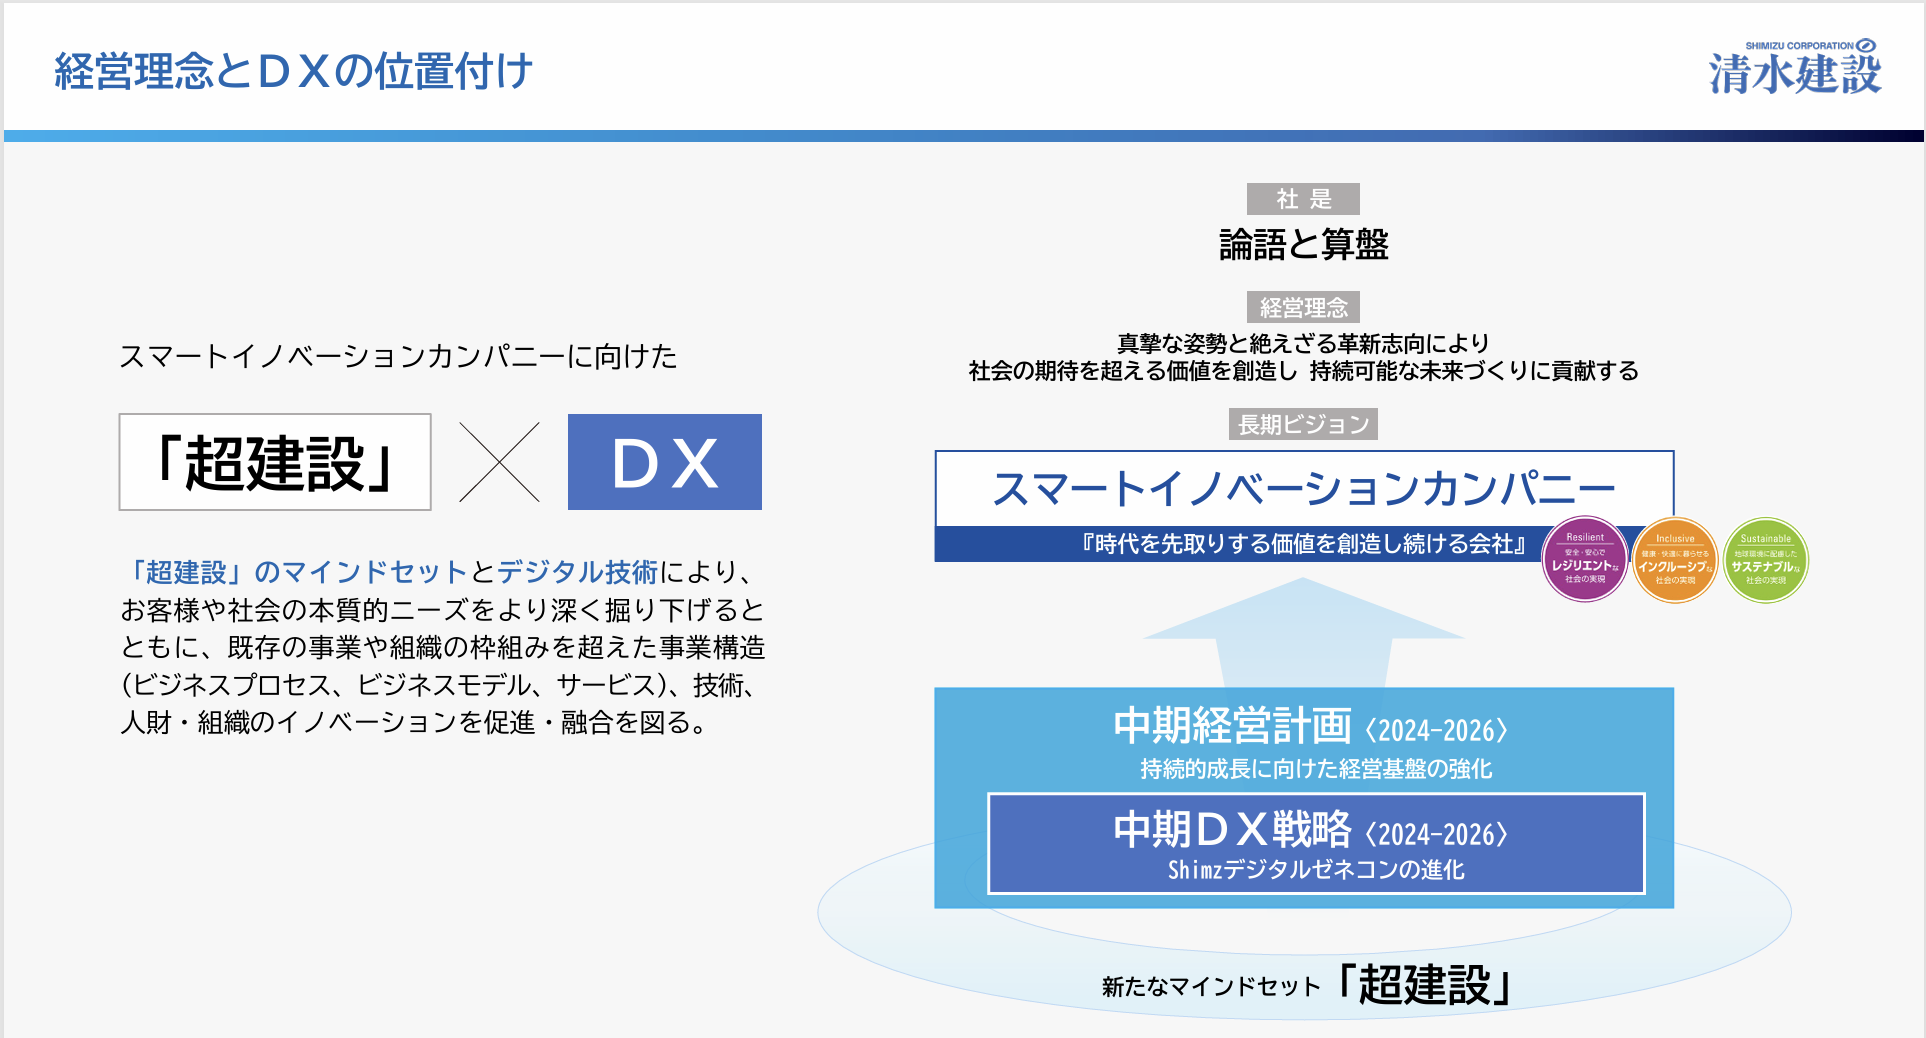 経営理念とＤＸの位置付け
SHIMIZU CORPORATION
清水建設
スマートイノベーションカンパニーに向けた
「超建設」
ＤＸ
「超建設」のマインドセットとデジタル技術により、
お客様や社会の本質的ニーズをより深く掘り下げると
ともに、既存の事業や組織の枠組みを超えた事業構造
(ビジネスプロセス、ビジネスモデル、サービス)、技術、
人財・組織のイノベーションを促進・融合を図る。
社 是
論語と算盤
経営理念
真摯な姿勢と絶えざる革新志向により
社会の期待を超える価値を創造し 持続可能な未来づくりに貢献する
長期ビジョン
スマートイノベーションカンパニー
『時代を先取りする価値を創造し続ける会社』
Resilient
安全・安心で
レジリエントな
社会の実現
Inclusive
健康・快適に暮らせる
インクルーシブな
社会の実現
Sustainable
地球環境に配慮した
サステナブルな
社会の実現
中期経営計画〈2024-2026〉
持続的成長に向けた経営基盤の強化
中期ＤＸ戦略〈2024-2026〉
Shimzデジタルゼネコンの進化
新たなマインドセット「超建設」